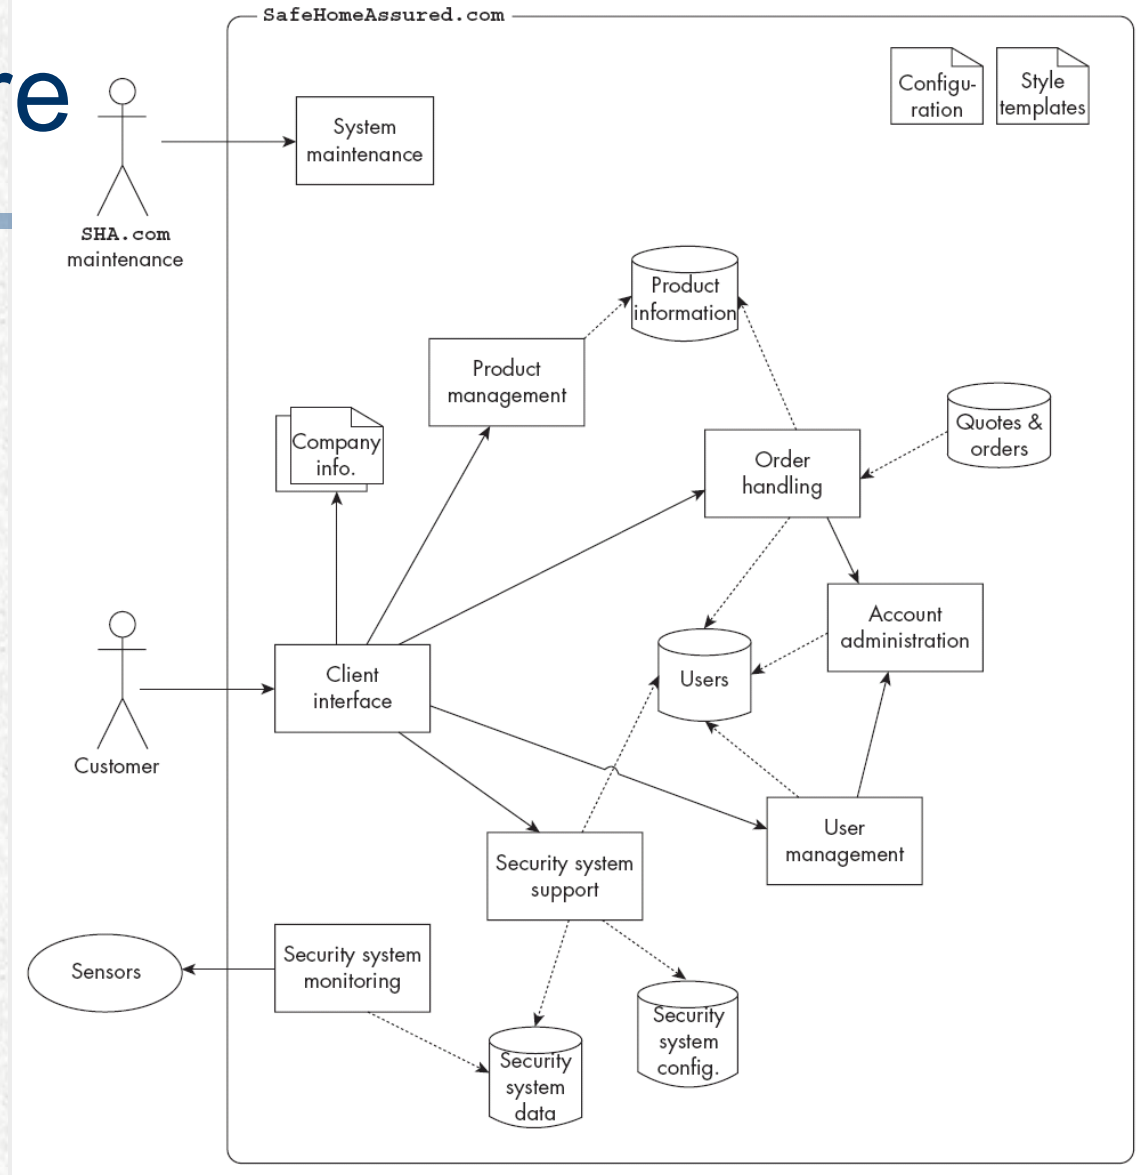 SafeHomeAssured.com
re
Configu-
ration
Style
templates
System
maintenance
SHA.com
maintenance
Product
information
Product
management
Quotes &
orders
Company
info.
Order
handling
Account
administration
Client
interface
Users
Customer
User
management
Security system
support
Security system
monitoring
Sensors
Security
system
config.
Security
system
data